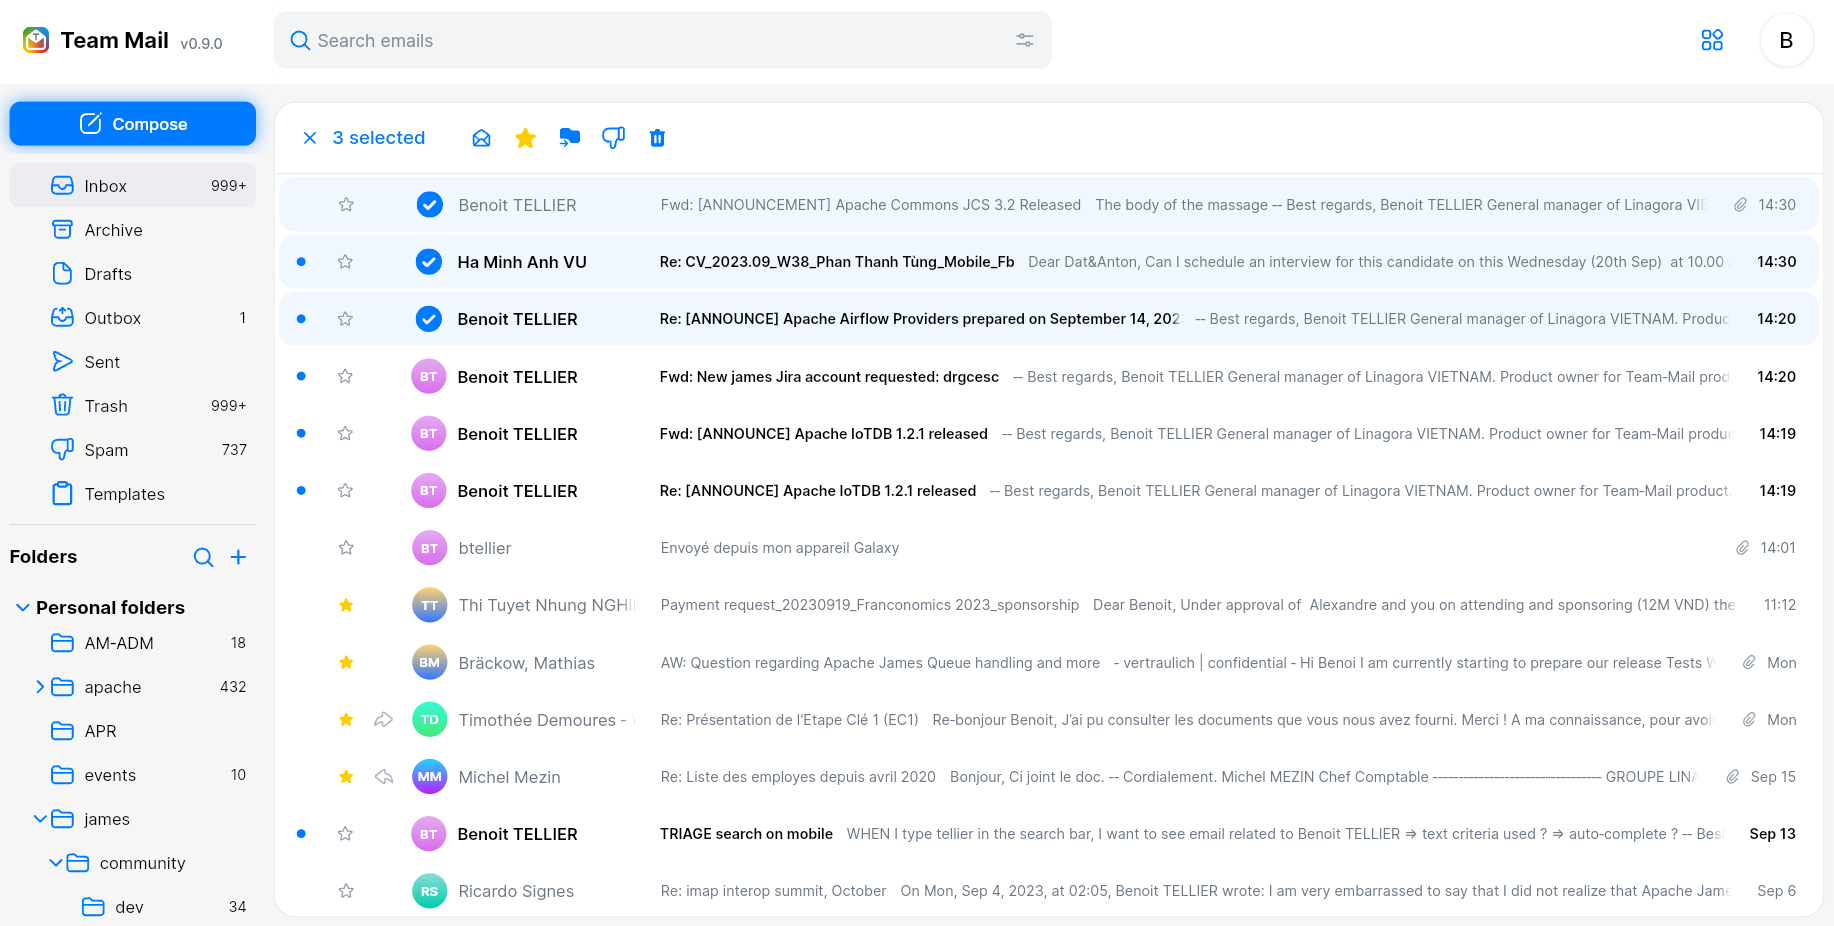 Team Mail v0.9.0
Search emails
B
Compose
Inbox 999+
Archive
Drafts
Outbox 1
Sent
Trash 999+
Spam 737
Templates
Folders
Personal folders
AM-ADM 18
apache 432
APR
events 10
james
community
dev 34
3 selected
Benoit TELLIER Fwd: [ANNOUNCEMENT] Apache Commons JCS 3.2 Released The body of the massage -- Best regards, Benoit TELLIER General manager of Linagora VIE 14:30
Ha Minh Anh VU Re: CV_2023.09_W38_Phan Thanh Tùng_Mobile_Fb Dear Dat&Anton, Can I schedule an interview for this candidate on this Wednesday (20th Sep) at 10.00 14:30
Benoit TELLIER Re: [ANNOUNCE] Apache Airflow Providers prepared on September 14, 202 -- Best regards, Benoit TELLIER General manager of Linagora VIETNAM. Produc 14:20
BT Benoit TELLIER Fwd: New james Jira account requested: drgcesc -- Best regards, Benoit TELLIER General manager of Linagora VIETNAM. Product owner for Team-Mail prod 14:20
BT Benoit TELLIER Fwd: [ANNOUNCE] Apache IoTDB 1.2.1 released -- Best regards, Benoit TELLIER General manager of Linagora VIETNAM. Product owner for Team-Mail produc 14:19
BT Benoit TELLIER Re: [ANNOUNCE] Apache IoTDB 1.2.1 released -- Best regards, Benoit TELLIER General manager of Linagora VIETNAM. Product owner for Team-Mail product. 14:19
BT btellier Envoyé depuis mon appareil Galaxy 14:01
TT Thi Tuyet Nhung NGHI Payment request_20230919_Franconomics 2023_sponsorship Dear Benoit, Under approval of Alexandre and you on attending and sponsoring (12M VND) the 11:12
BM Bräckow, Mathias AW: Question regarding Apache James Queue handling and more - vertraulich | confidential - Hi Benoi I am currently starting to prepare our release Tests Mon
TD Timothée Demoures - Re: Présentation de l'Etape Clé 1 (EC1) Re-bonjour Benoit, J'ai pu consulter les documents que vous nous avez fourni. Merci ! A ma connaissance, pour avoi Mon
MM Michel Mezin Re: Liste des employes depuis avril 2020 Bonjour, Ci joint le doc. -- Cordialement. Michel MEZIN Chef Comptable --------------------------------- GROUPE LINA Sep 15
BT Benoit TELLIER TRIAGE search on mobile WHEN I type tellier in the search bar, I want to see email related to Benoit TELLIER => text criteria used ? => auto-complete ? -- Bes Sep 13
RS Ricardo Signes Re: imap interop summit, October On Mon, Sep 4, 2023, at 02:05, Benoit TELLIER wrote: I am very embarrassed to say that I did not realize that Apache Jame Sep 6